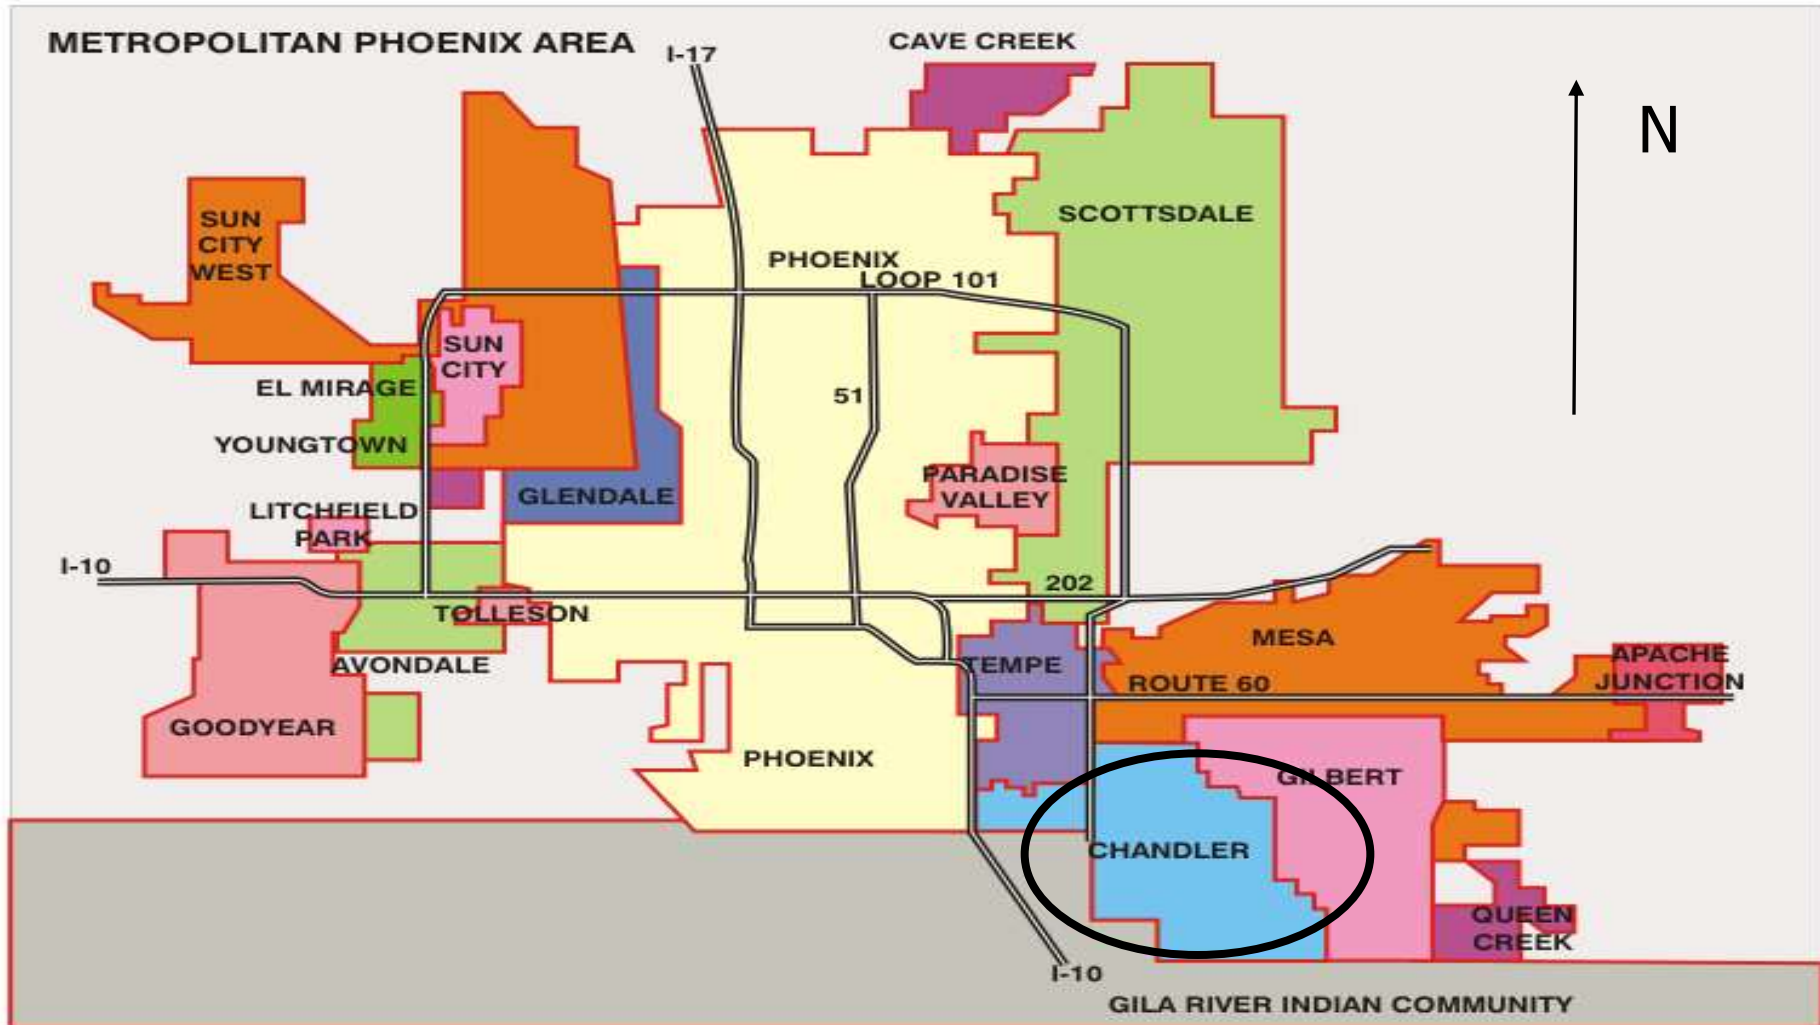 METROPOLITAN PHOENIX AREA
I-17
CAVE CREEK
N
SUN
CITY
WEST
SCOTTSDALE
PHOENIX
LOOP 101
SUN
CITY
EL MIRAGE
51
YOUNGTOWN
PARADISE
VALLEY
GLENDALE
LITCHFIELD
PARK
I-10
202
TOLLESON
MESA
AVONDALE
TEMPE
APACHE
JUNCTION
ROUTE 60
GOODYEAR
PHOENIX
GILBERT
CHANDLER
QUEEN
CREEK
I-10
GILA RIVER INDIAN COMMUNITY